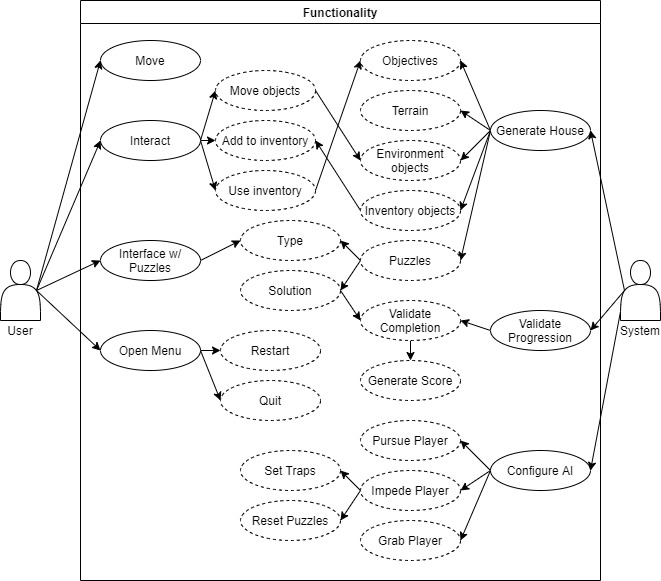 Functionality
Move
Objectives
Move objects
Terrain
Generate House
Interact
Add to inventory
Environment
objects
Use inventory
Inventory objects
Interface w/
Puzzles
Type
Puzzles
Solution
Validate
Completion
Validate
Progression
User
System
Open Menu
Restart
Generate Score
Quit
Pursue Player
Set Traps
Configure AI
Impede Player
Reset Puzzles
Grab Player